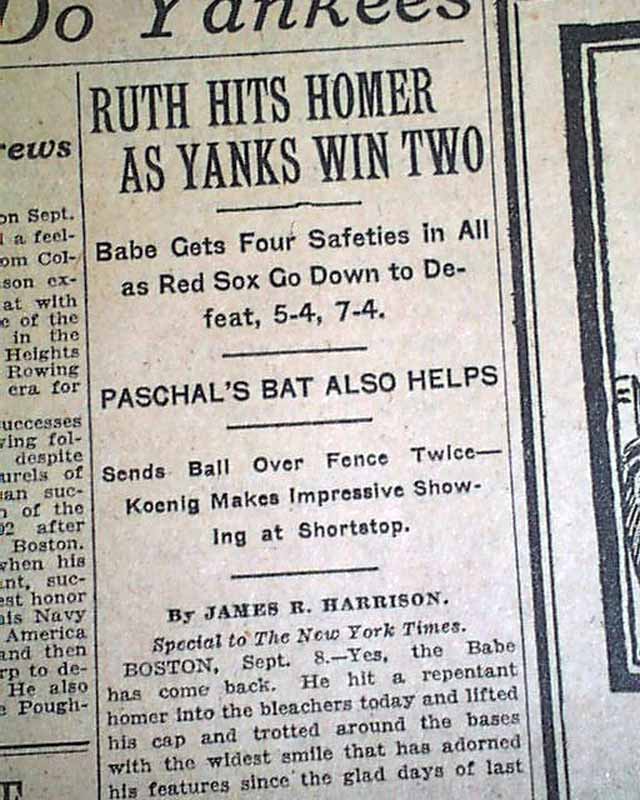 Do Yankees
RUTH HITS HOMER
AS YANKS WIN TWO
Babe Gets Four Safeties in All
as Red Sox Go Down to De-
feat, 5-4, 7-4.
PASCHAL'S BAT ALSO HELPS
Sends Ball Over Fence Twice—
Koenig Makes Impressive Show-
ing at Shortstop.
By JAMES R. HARRISON.
Special to The New York Times.
BOSTON, Sept. 8.—Yes, the Babe
has come back. He hit a repentant
homer into the bleachers today and lifted
his cap and trotted around the bases
with the widest smile that has adorned
his features since the glad days of last
rews
on Sept.
a feel-
om Col-
son ex-
at with
e of the
in the
Heights
Rowing
era for
uccesses
ving fol-
despite
urels of
an suc-
of the
02 after
Boston.
when his
nt, suc-
est honor
his Navy
America
and then
rp to de-
He also
e Pough-